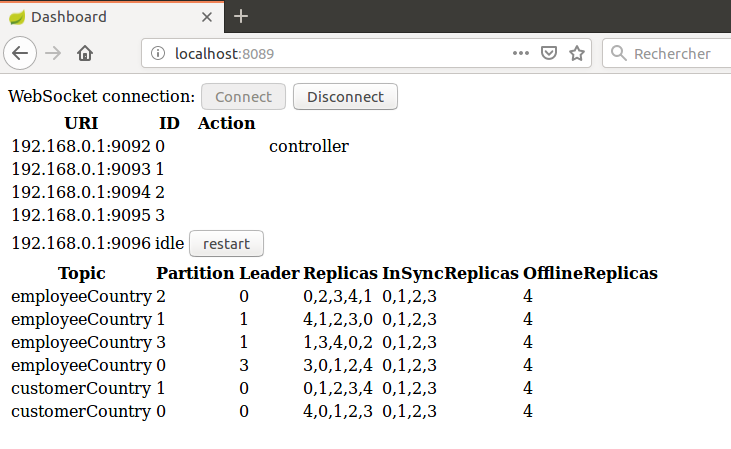 Dashboard
localhost:8089
Rechercher
WebSocket connection: Connect Disconnect
URI ID Action
192.168.0.1:9092 0 controller
192.168.0.1:9093 1
192.168.0.1:9094 2
192.168.0.1:9095 3
192.168.0.1:9096 idle restart
Topic Partition Leader Replicas InSyncReplicas OfflineReplicas
employeeCountry 2 0 0,2,3,4,1 0,1,2,3 4
employeeCountry 1 1 4,1,2,3,0 0,1,2,3 4
employeeCountry 3 1 1,3,4,0,2 0,1,2,3 4
employeeCountry 0 3 3,0,1,2,4 0,1,2,3 4
customerCountry 1 0 0,1,2,3,4 0,1,2,3 4
customerCountry 0 0 4,0,1,2,3 0,1,2,3 4